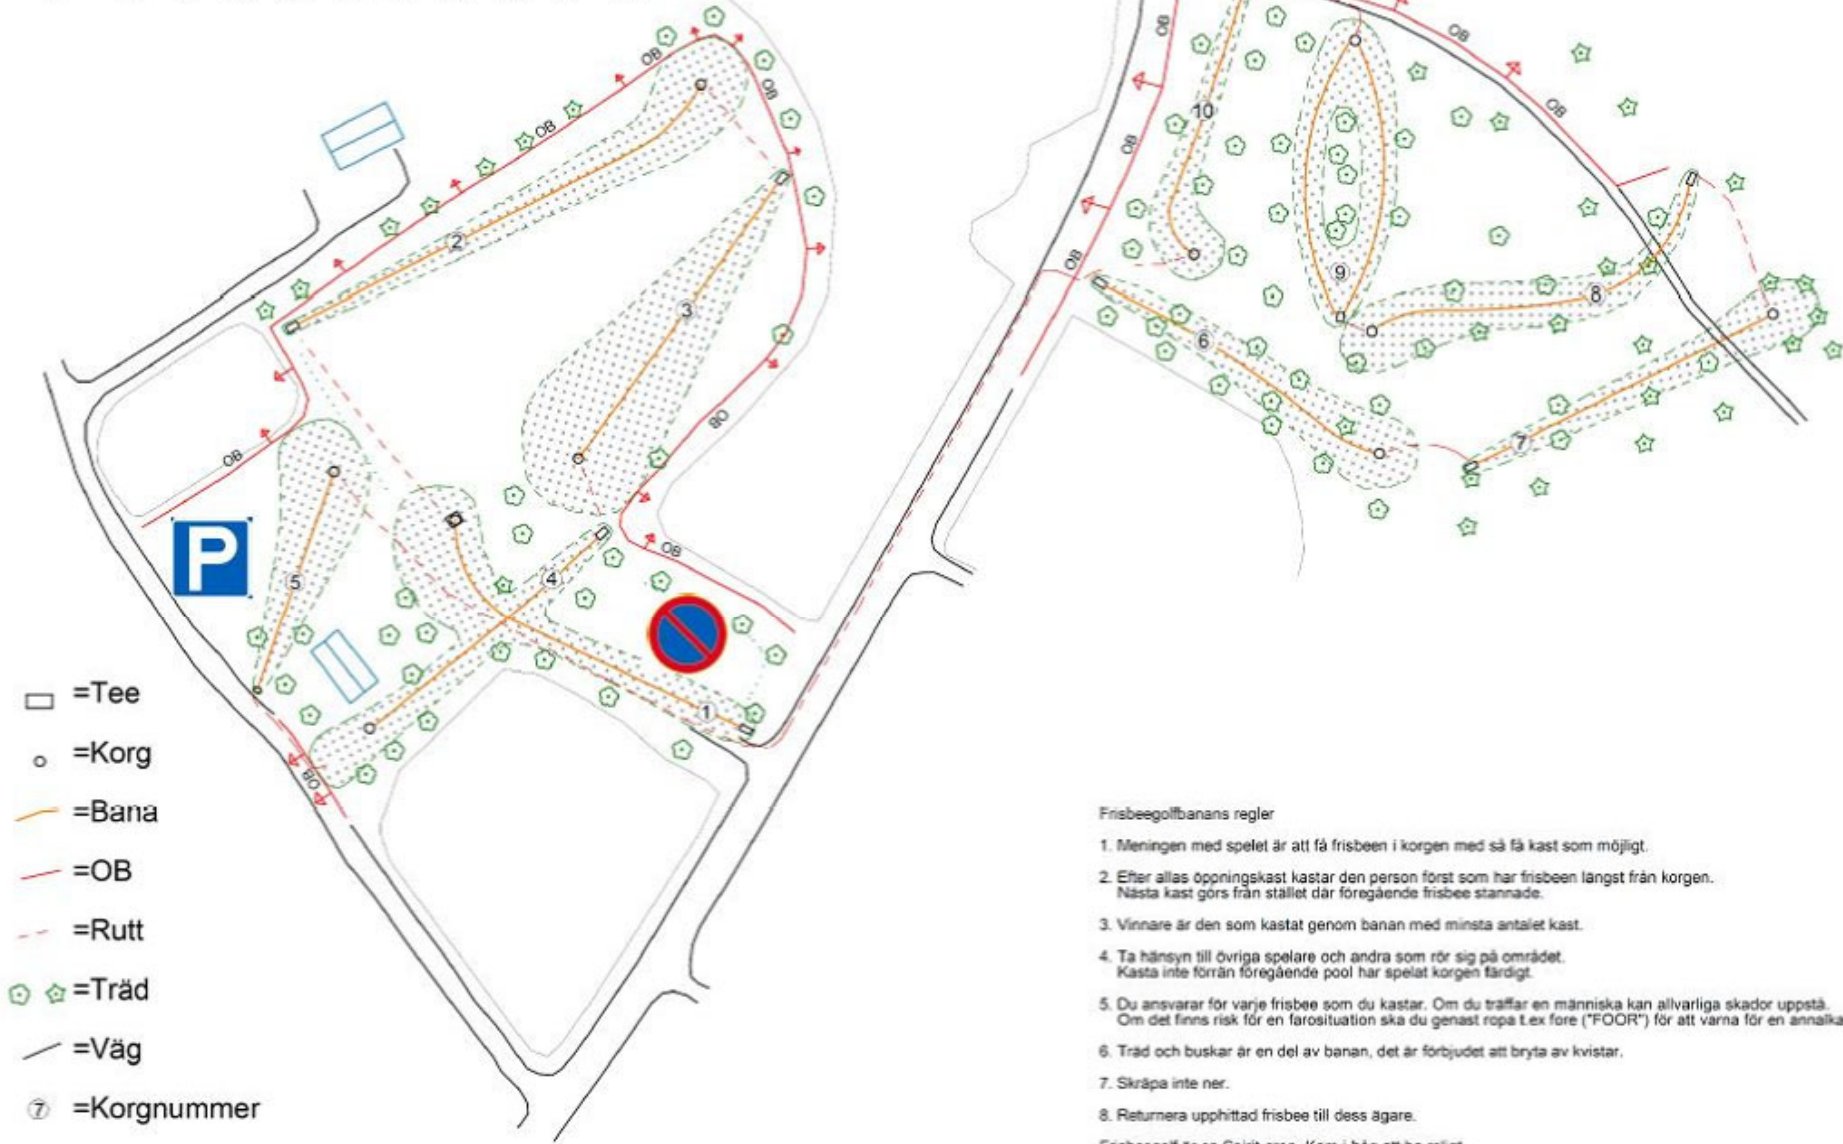 OB
OB
OB
OB
OB
OB
OB
OB
OB
OB
OB
OB
2
3
10
9
8
6
7
5
4
1
P
=Tee
=Korg
=Bana
=OB
=Rutt
=Träd
=Väg
7 =Korgnummer
Frisbeegolfbanans regler
1. Meningen med spelet är att få frisbeen i korgen med så få kast som möjligt.
2. Efter allas öppningskast kastar den person först som har frisbeen längst från korgen.
Nästa kast görs från stället där föregående frisbee stannade.
3. Vinnare är den som kastat genom banan med minsta antalet kast.
4. Ta hänsyn till övriga spelare och andra som rör sig på området.
Kasta inte förrän föregående pool har spelat korgen färdigt.
5. Du ansvarar för varje frisbee som du kastar. Om du träffar en människa kan allvarliga skador uppstå.
Om det finns risk för en farosituation ska du genast ropa t.ex fore ("FOOR") för att varna för en annalka
6. Träd och buskar är en del av banan, det är förbjudet att bryta av kvistar.
7. Skräpa inte ner.
8. Returnera upphittad frisbee till dess ägare.